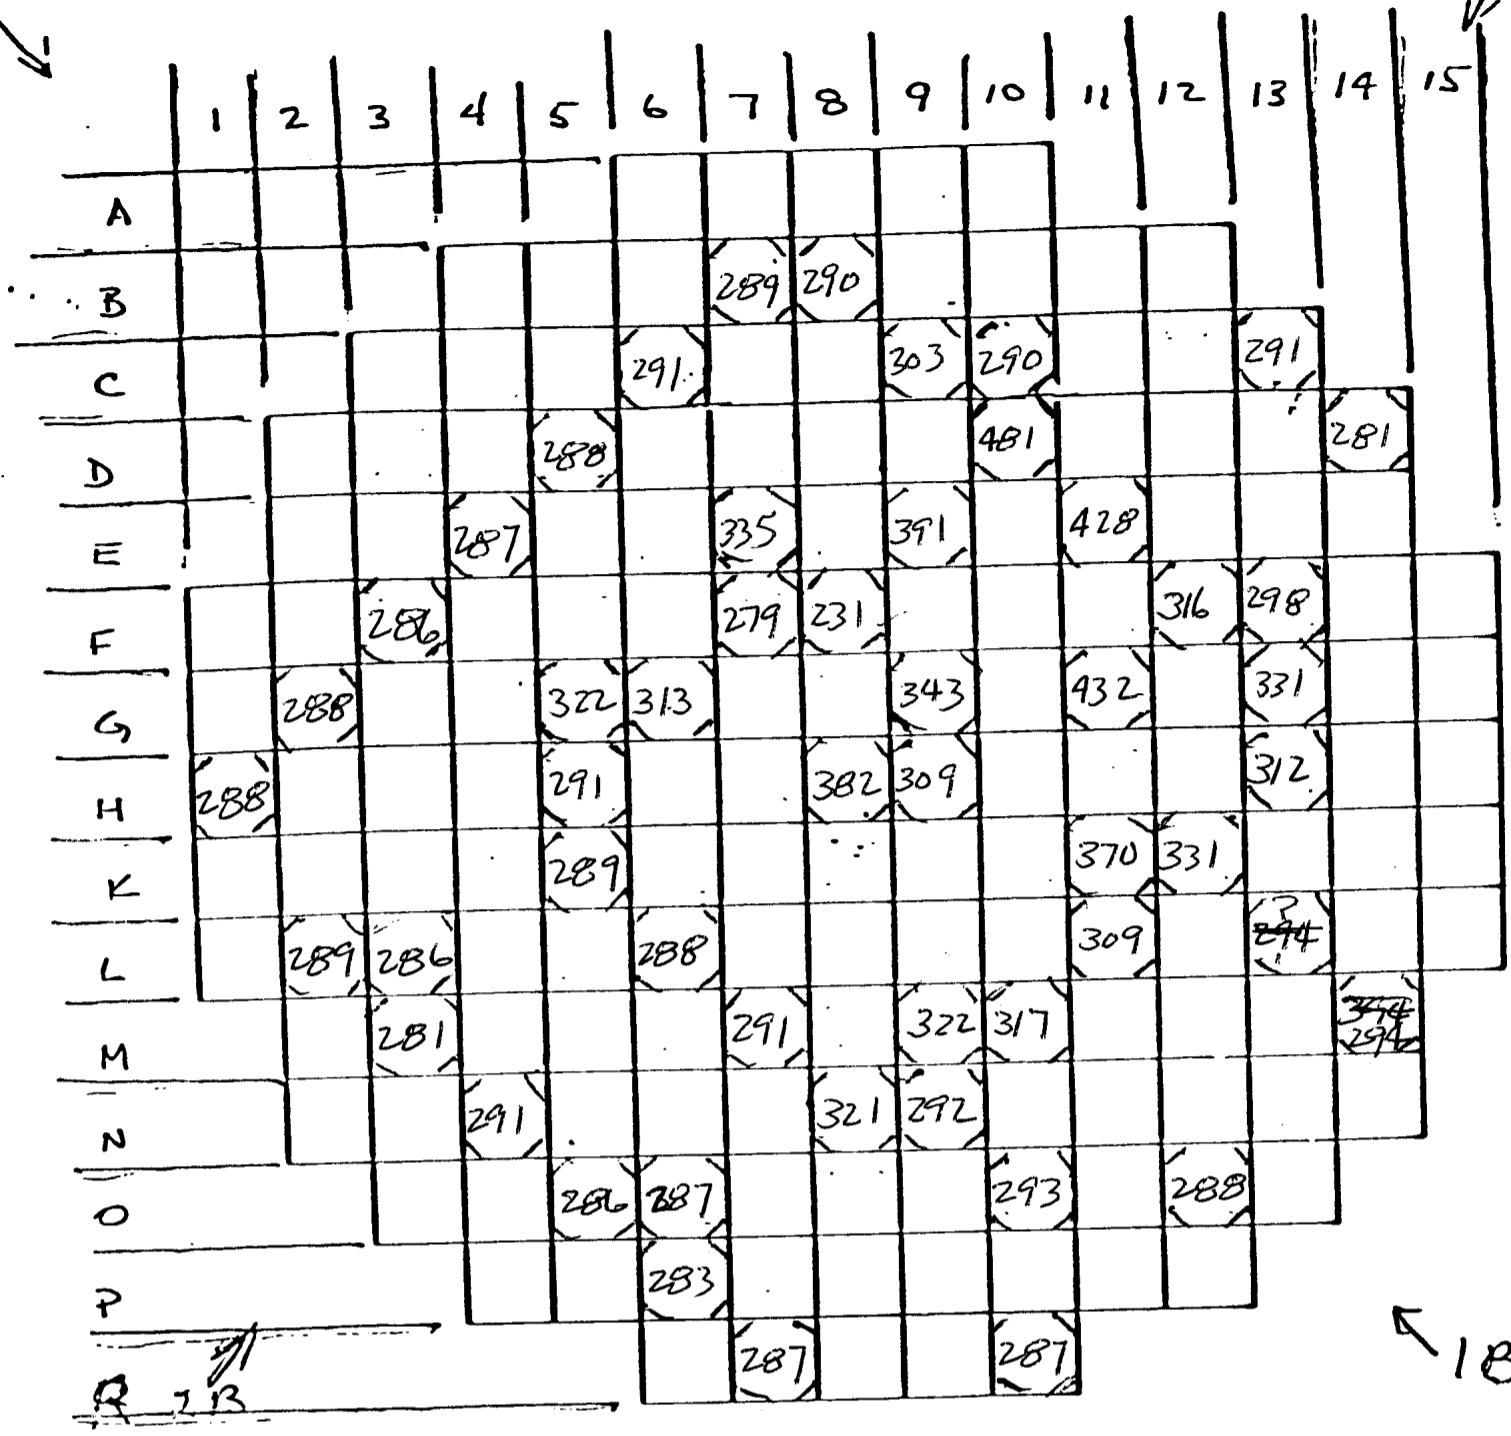 1 2 3 4 5 6 7 8 9 10 11 12 13 14 15
A
B 289 290
C 291 303 290 291
D 288 481 281
E 287 335 391 428
F 286 279 231 316 298
G 288 322 313 343 432 331
H 288 291 382 309 312
K 289 370 331
L 289 286 288 309 ? 294
M 281 291 322 317 294
N 291 321 292
O 286 287 293 288
P 283
Q 287 287